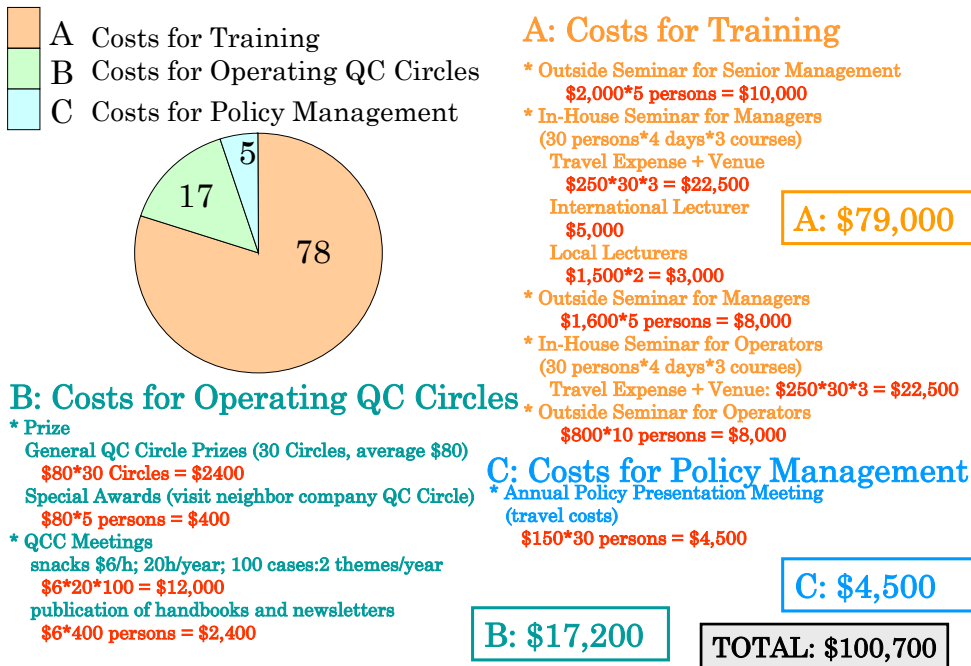 A Costs for Training
B Costs for Operating QC Circles
C Costs for Policy Management
5
17
78
A: Costs for Training
* Outside Seminar for Senior Management
$2,000*5 persons = $10,000
* In-House Seminar for Managers
(30 persons*4 days*3 courses)
Travel Expense + Venue
$250*30*3 = $22,500
International Lecturer
$5,000
Local Lecturers
$1,500*2 = $3,000
* Outside Seminar for Managers
$1,600*5 persons = $8,000
* In-House Seminar for Operators
(30 persons*4 days*3 courses)
Travel Expense + Venue: $250*30*3 = $22,500
* Outside Seminar for Operators
$800*10 persons = $8,000
A: $79,000
B: Costs for Operating QC Circles
* Prize
General QC Circle Prizes (30 Circles, average $80)
$80*30 Circles = $2400
Special Awards (visit neighbor company QC Circle)
$80*5 persons = $400
* QCC Meetings
snacks $6/h; 20h/year; 100 cases:2 themes/year
$6*20*100 = $12,000
publication of handbooks and newsletters
$6*400 persons = $2,400
B: $17,200
C: Costs for Policy Management
* Annual Policy Presentation Meeting
(travel costs)
$150*30 persons = $4,500
C: $4,500
TOTAL: $100,700